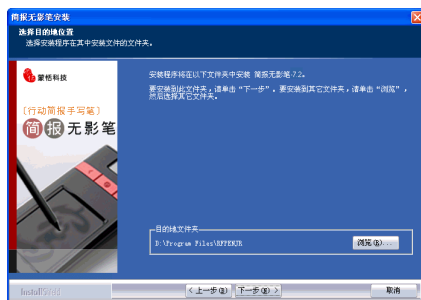 简报无影笔安装
选择目的地位置
选择安装程序在其中安装文件的文件夹。
蒙恬科技
[行动简报手写笔]
简报无影笔
安装程序将在以下文件夹中安装 简报无影笔 7.2。
要安装到此文件夹，请单击“下一步”。要安装到其它文件夹，请单击“浏览”，
然后选择其它文件夹。
目的地文件夹
D:\Program Files\
浏览(R)...
InstallShield
< 上一步(B)
下一步(N) >
取消